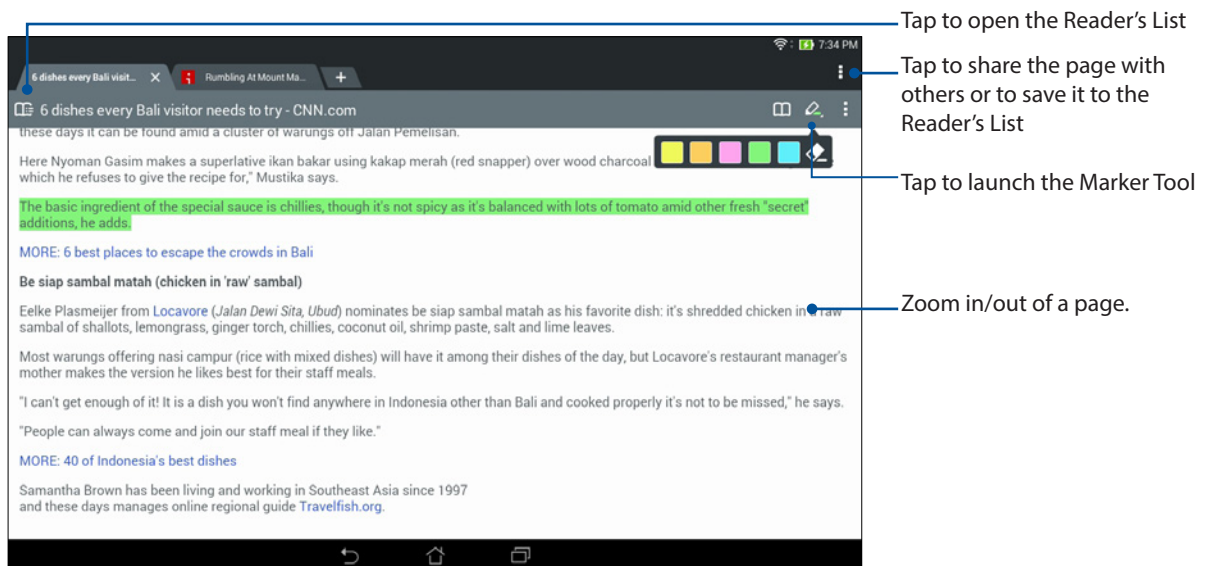 Tap to open the Reader's List
7:34 PM
6 dishes every Bali visit...
Rumbling At Mount Ma...
Tap to share the page with
others or to save it to the
Reader's List
6 dishes every Bali visitor needs to try - CNN.com
these days it can be found amid a cluster of warungs off Jalan Pemelisan.
Here Nyoman Gasim makes a superlative ikan bakar using kakap merah (red snapper) over wood charcoal
which he refuses to give the recipe for," Mustika says.
Tap to launch the Marker Tool
The basic ingredient of the special sauce is chillies, though it's not spicy as it's balanced with lots of tomato amid other fresh "secret"
additions, he adds.
MORE: 6 best places to escape the crowds in Bali
Be siap sambal matah (chicken in 'raw' sambal)
Eelke Plasmeijer from Locavore (Jalan Dewi Sita, Ubud) nominates be siap sambal matah as his favorite dish: it's shredded chicken in a raw
sambal of shallots, lemongrass, ginger torch, chillies, coconut oil, shrimp paste, salt and lime leaves.
Zoom in/out of a page.
Most warungs offering nasi campur (rice with mixed dishes) will have it among their dishes of the day, but Locavore's restaurant manager's
mother makes the version he likes best for their staff meals.
"I can't get enough of it! It is a dish you won't find anywhere in Indonesia other than Bali and cooked properly it's not to be missed," he says.
"People can always come and join our staff meal if they like."
MORE: 40 of Indonesia's best dishes
Samantha Brown has been living and working in Southeast Asia since 1997
and these days manages online regional guide Travelfish.org.